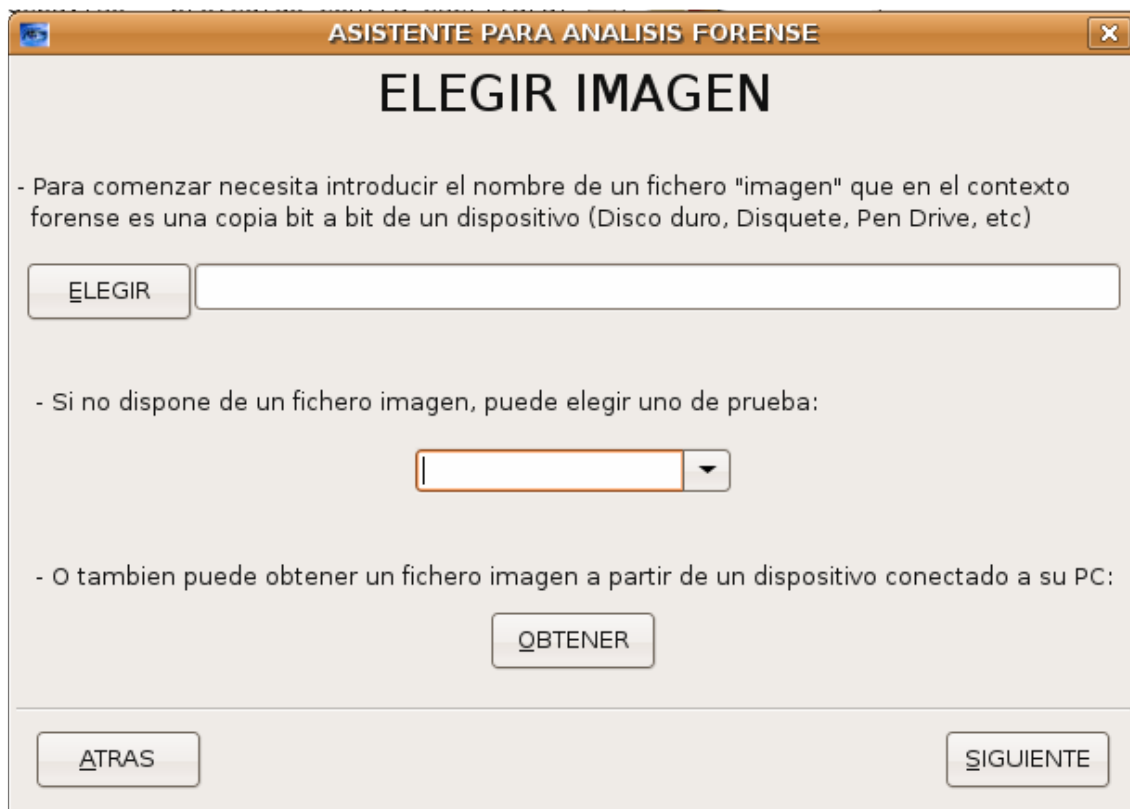 ASISTENTE PARA ANALISIS FORENSE
ELEGIR IMAGEN
- Para comenzar necesita introducir el nombre de un fichero "imagen" que en el contexto
forense es una copia bit a bit de un dispositivo (Disco duro, Disquete, Pen Drive, etc)
ELEGIR
- Si no dispone de un fichero imagen, puede elegir uno de prueba:
- O tambien puede obtener un fichero imagen a partir de un dispositivo conectado a su PC:
OBTENER
ATRAS
SIGUIENTE